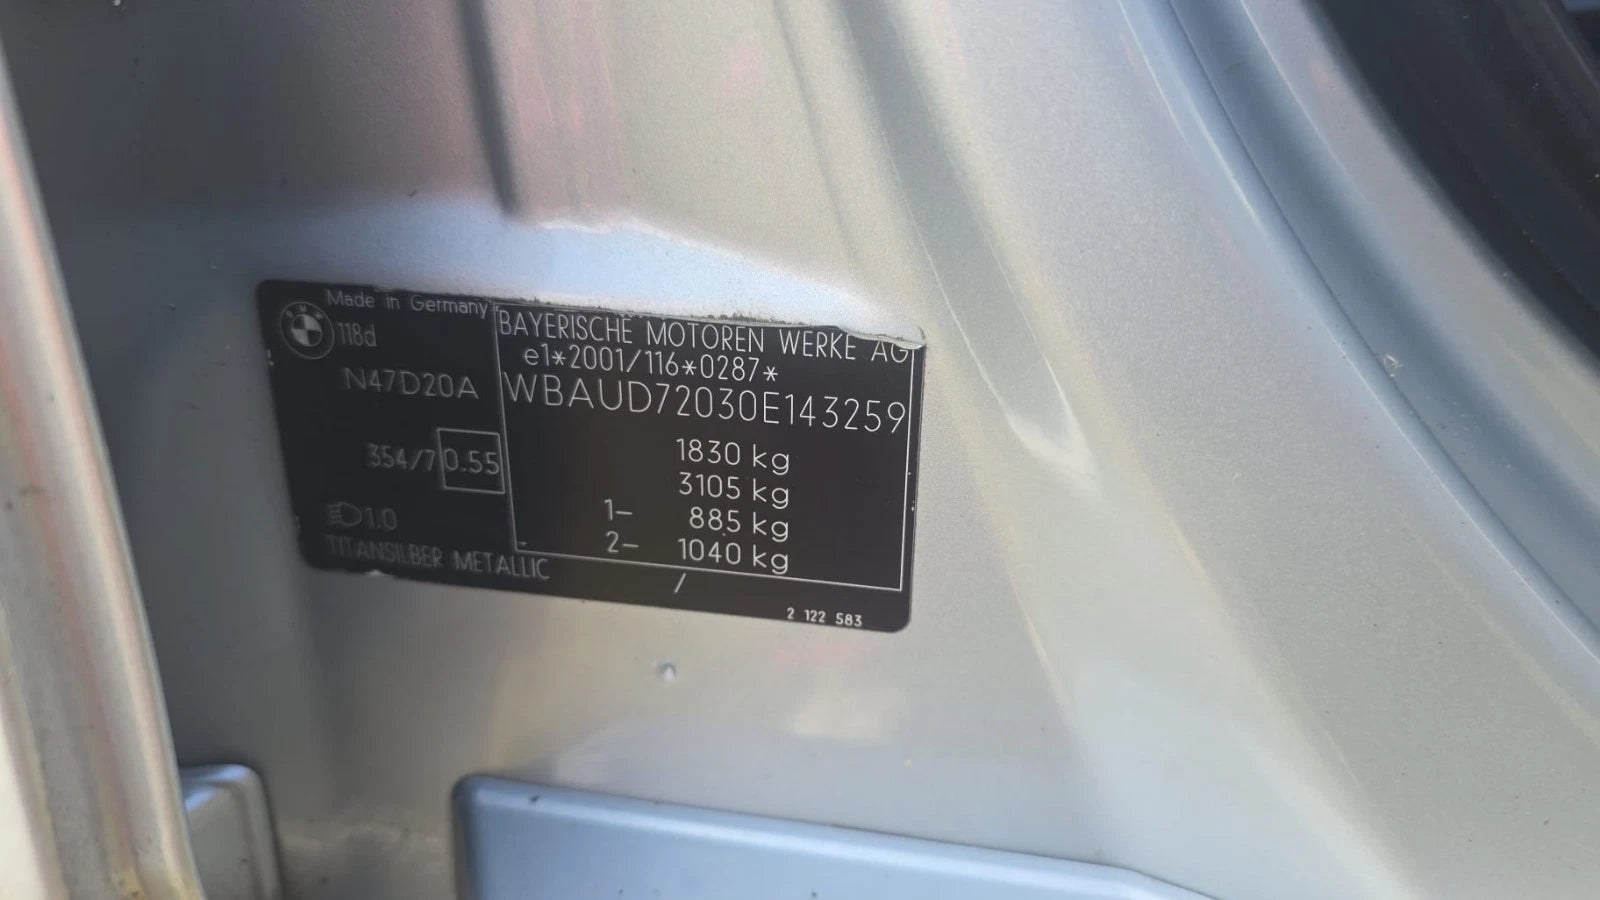 Made in Germany
BMW
118d
N47D20A
354/7 0.55
1.0
TITANSILBER METALLIC
BAYERISCHE MOTOREN WERKE AG
e1*2001/116*0287*
WBAUD72030E143259
1830 kg
3105 kg
1- 885 kg
2- 1040 kg
/
2 122 583